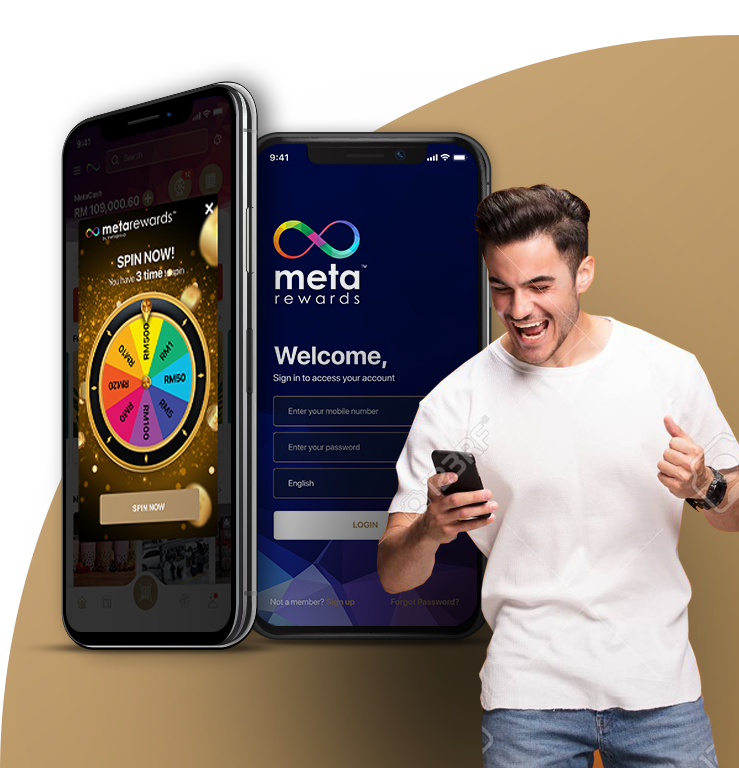 9:41
Search
12
MetaCash
RM 109,000.60
metarewards™
X
SPIN NOW!
You have 3 time to spin
RM500
RM1
RM50
RM5
RM100
RM0
RM20
RM10
SPIN NOW
9:41
meta™
rewards
Welcome,
Sign in to access your account
Enter your mobile number
Enter your password
English
LOGIN
Not a member? Sign up
Forgot Password?
123RF